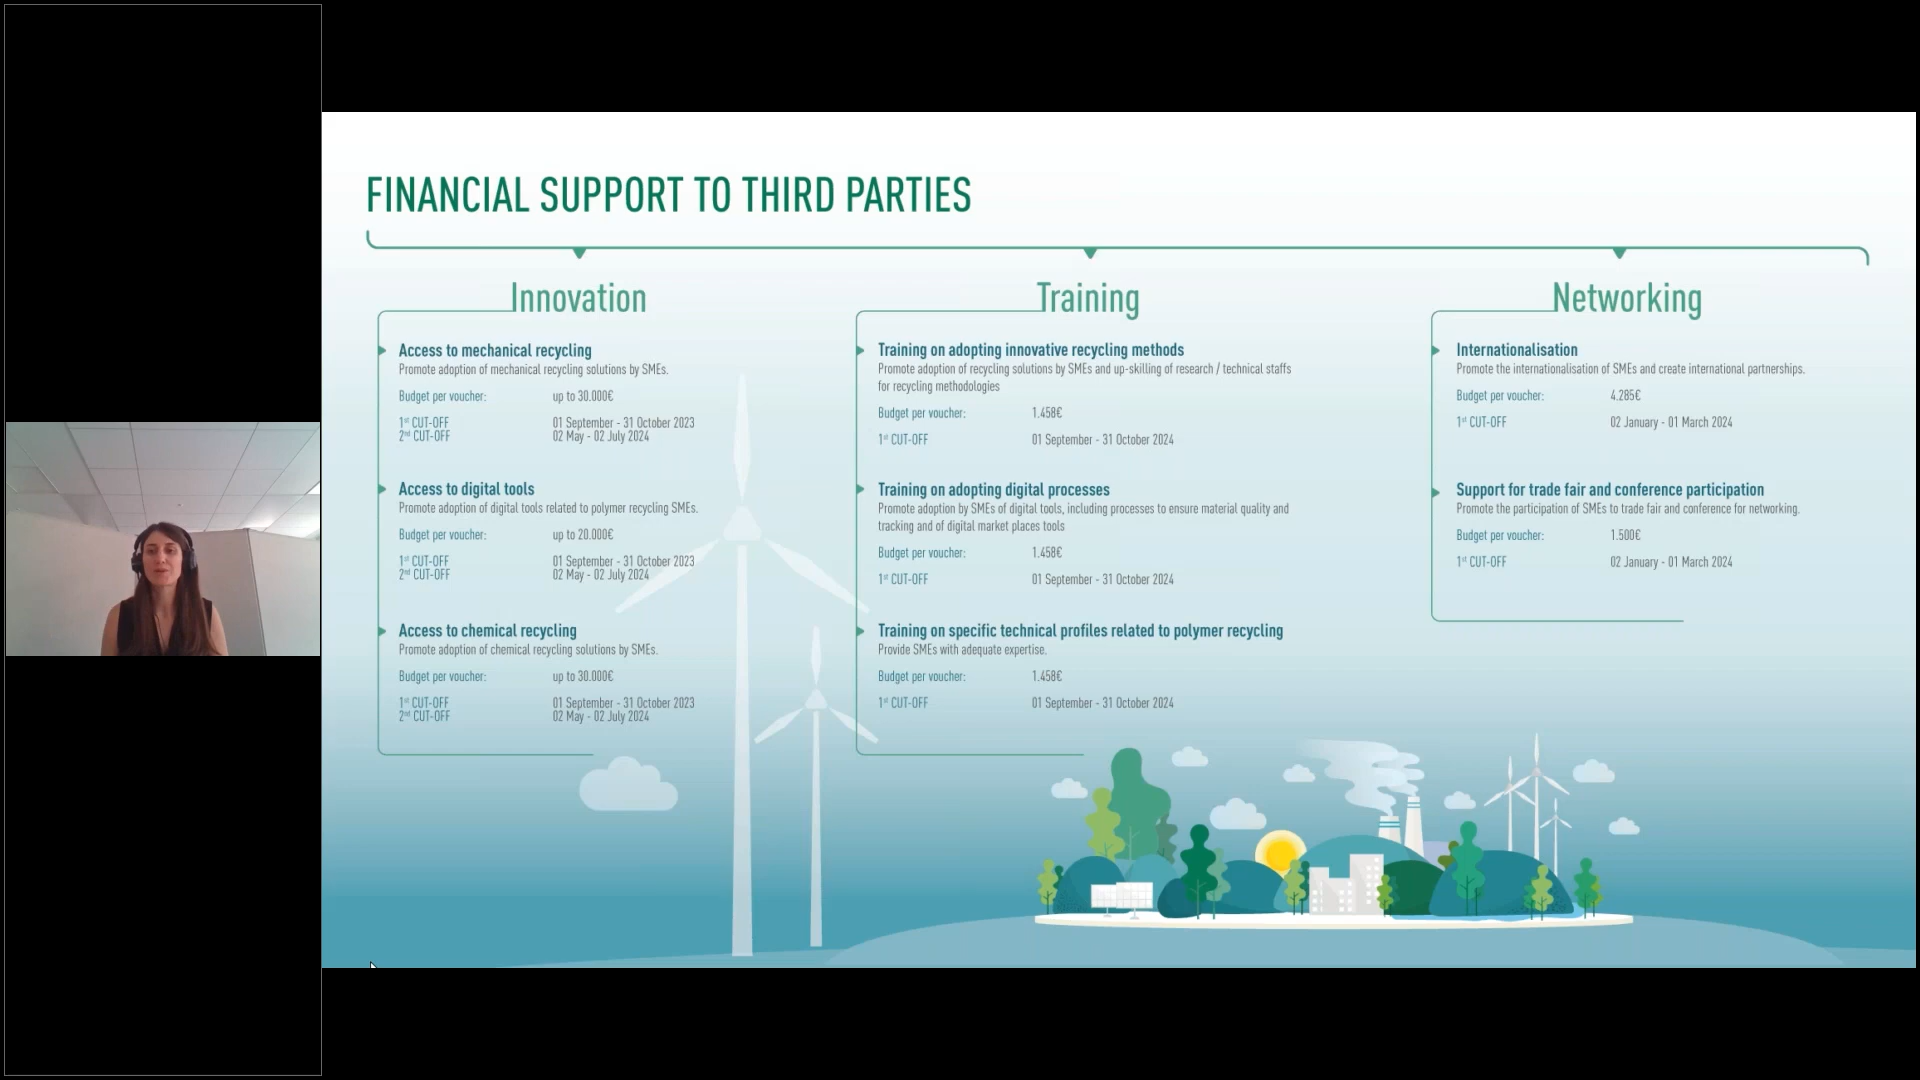 FINANCIAL SUPPORT TO THIRD PARTIES
Innovation
Access to mechanical recycling
Promote adoption of mechanical recycling solutions by SMEs.
Budget per voucher: up to 30.000€
1st CUT-OFF 01 September - 31 October 2023
2nd CUT-OFF 02 May - 02 July 2024
Access to digital tools
Promote adoption of digital tools related to polymer recycling SMEs.
Budget per voucher: up to 20.000€
1st CUT-OFF 01 September - 31 October 2023
2nd CUT-OFF 02 May - 02 July 2024
Access to chemical recycling
Promote adoption of chemical recycling solutions by SMEs.
Budget per voucher: up to 30.000€
1st CUT-OFF 01 September - 31 October 2023
2nd CUT-OFF 02 May - 02 July 2024
Training
Training on adopting innovative recycling methods
Promote adoption of recycling solutions by SMEs and up-skilling of research / technical staffs
for recycling methodologies
Budget per voucher: 1.458€
1st CUT-OFF 01 September - 31 October 2024
Training on adopting digital processes
Promote adoption by SMEs of digital tools, including processes to ensure material quality and
tracking and of digital market places tools
Budget per voucher: 1.458€
1st CUT-OFF 01 September - 31 October 2024
Training on specific technical profiles related to polymer recycling
Provide SMEs with adequate expertise.
Budget per voucher: 1.458€
1st CUT-OFF 01 September - 31 October 2024
Networking
Internationalisation
Promote the internationalisation of SMEs and create international partnerships.
Budget per voucher: 4.285€
1st CUT-OFF 02 January - 01 March 2024
Support for trade fair and conference participation
Promote the participation of SMEs to trade fair and conference for networking.
Budget per voucher: 1.500€
1st CUT-OFF 02 January - 01 March 2024